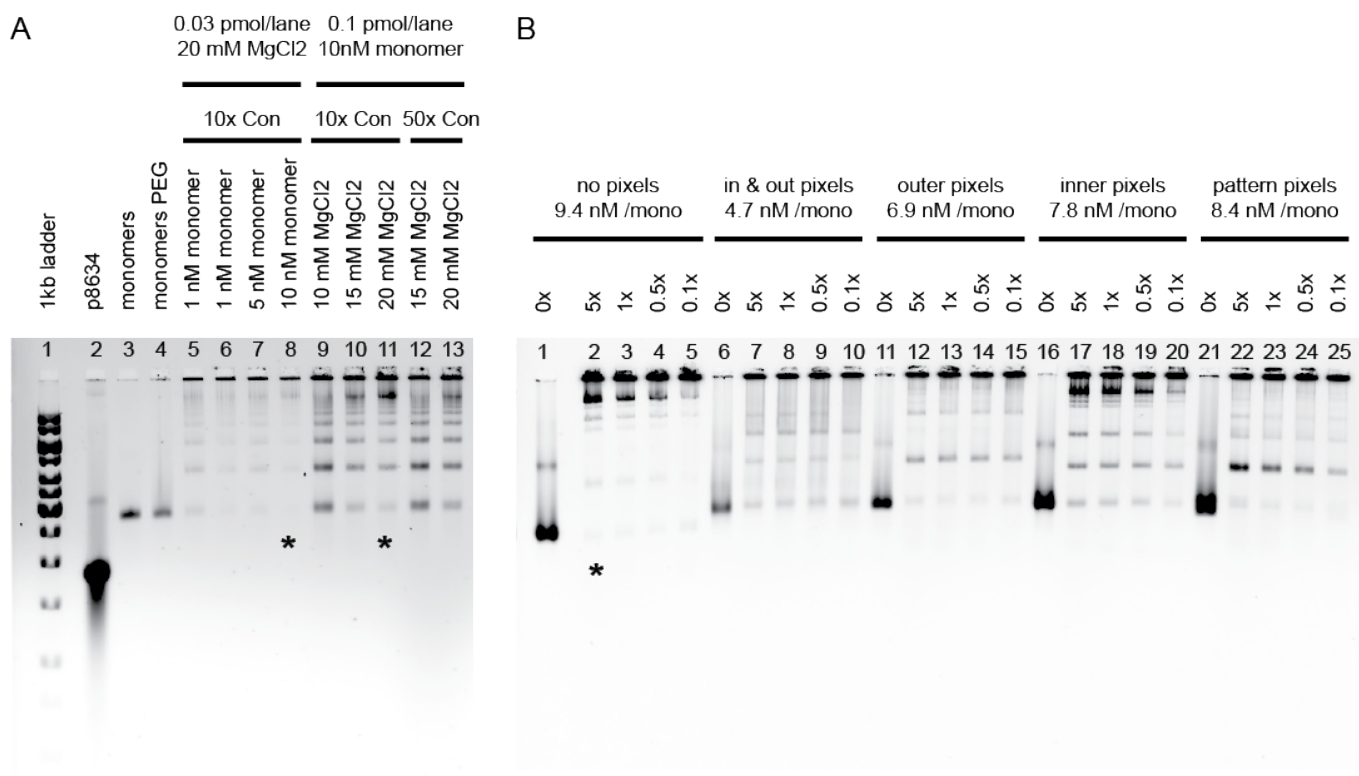 A
0.03 pmol/lane
20 mM MgCl2
0.1 pmol/lane
10nM monomer
10x Con
10x Con
50x Con
1kb ladder
p8634
monomers
monomers PEG
1 nM monomer
1 nM monomer
5 nM monomer
10 nM monomer
10 mM MgCl2
15 mM MgCl2
20 mM MgCl2
15 mM MgCl2
20 mM MgCl2
1 2 3 4 5 6 7 8 9 10 11 12 13
* *
B
no pixels
9.4 nM /mono
in & out pixels
4.7 nM /mono
outer pixels
6.9 nM /mono
inner pixels
7.8 nM /mono
pattern pixels
8.4 nM /mono
0x 5x 1x 0.5x 0.1x 0x 5x 1x 0.5x 0.1x 0x 5x 1x 0.5x 0.1x 0x 5x 1x 0.5x 0.1x 0x 5x 1x 0.5x 0.1x
1 2 3 4 5 6 7 8 9 10 11 12 13 14 15 16 17 18 19 20 21 22 23 24 25
*